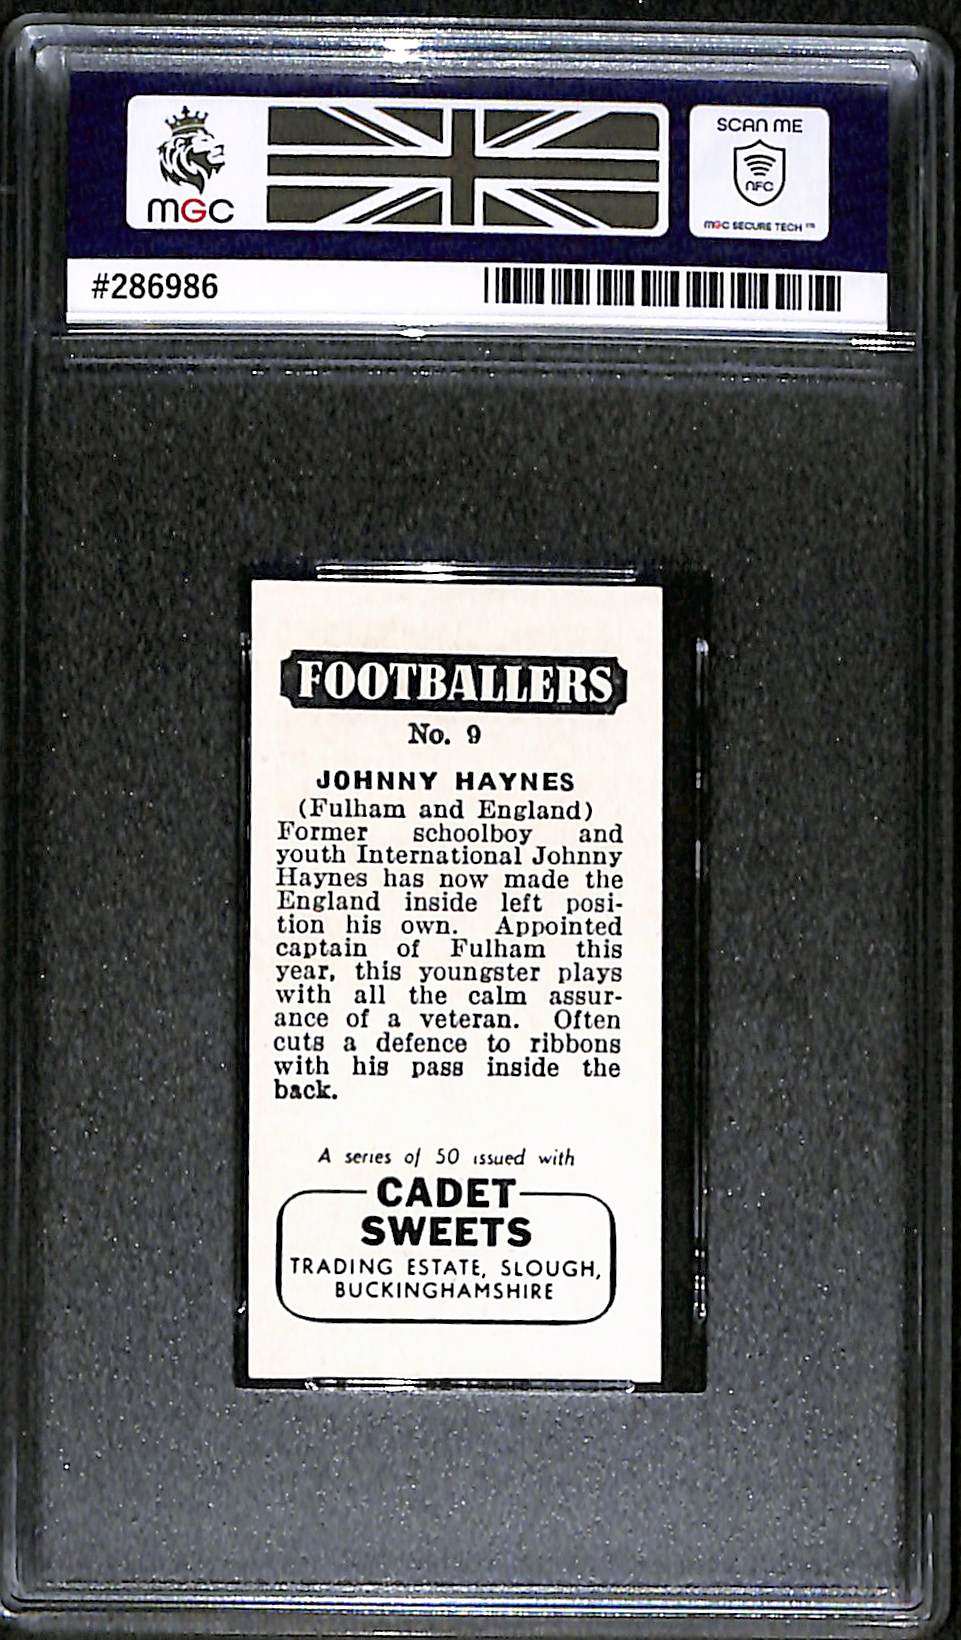 MGC
SCAN ME
NFC
MGC SECURE TECH ™
#286986
FOOTBALLERS
No. 9
JOHNNY HAYNES
(Fulham and England)
Former schoolboy and
youth International Johnny
Haynes has now made the
England inside left posi-
tion his own. Appointed
captain of Fulham this
year, this youngster plays
with all the calm assur-
ance of a veteran. Often
cuts a defence to ribbons
with his pass inside the
back.
A series of 50 issued with
CADET
SWEETS
TRADING ESTATE, SLOUGH,
BUCKINGHAMSHIRE